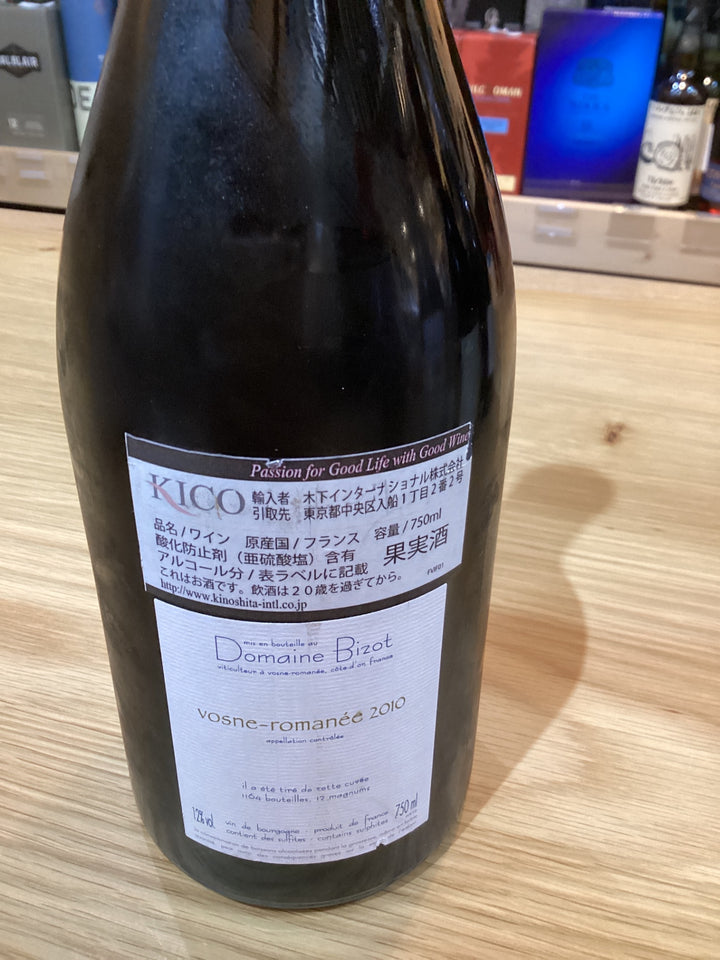 ALBLAIR
12
Passion for Good Life with Good Wine
KICO
輸入者 木下インターナショナル株式会社
引取先 東京都中央区入船1丁目2番2号
品名/ワイン 原産国/フランス 容量/750ml
酸化防止剤(亜硫酸塩)含有 果実酒
アルコール分/表ラベルに記載
これはお酒です。飲酒は20歳を過ぎてから。 FVIF01
http://www.kinoshita-intl.co.jp
mis en bouteille au
Domaine Bizot
viticulteur à vosne-romanée, côte-d'or, france
vosne-romanée 2010
appellation contrôlée
il a été tiré de cette cuvée
1164 bouteilles, 12 magnums
12%vol. vin de bourgogne - produit de france 750 ml
contient des sulfites - contains sulphites